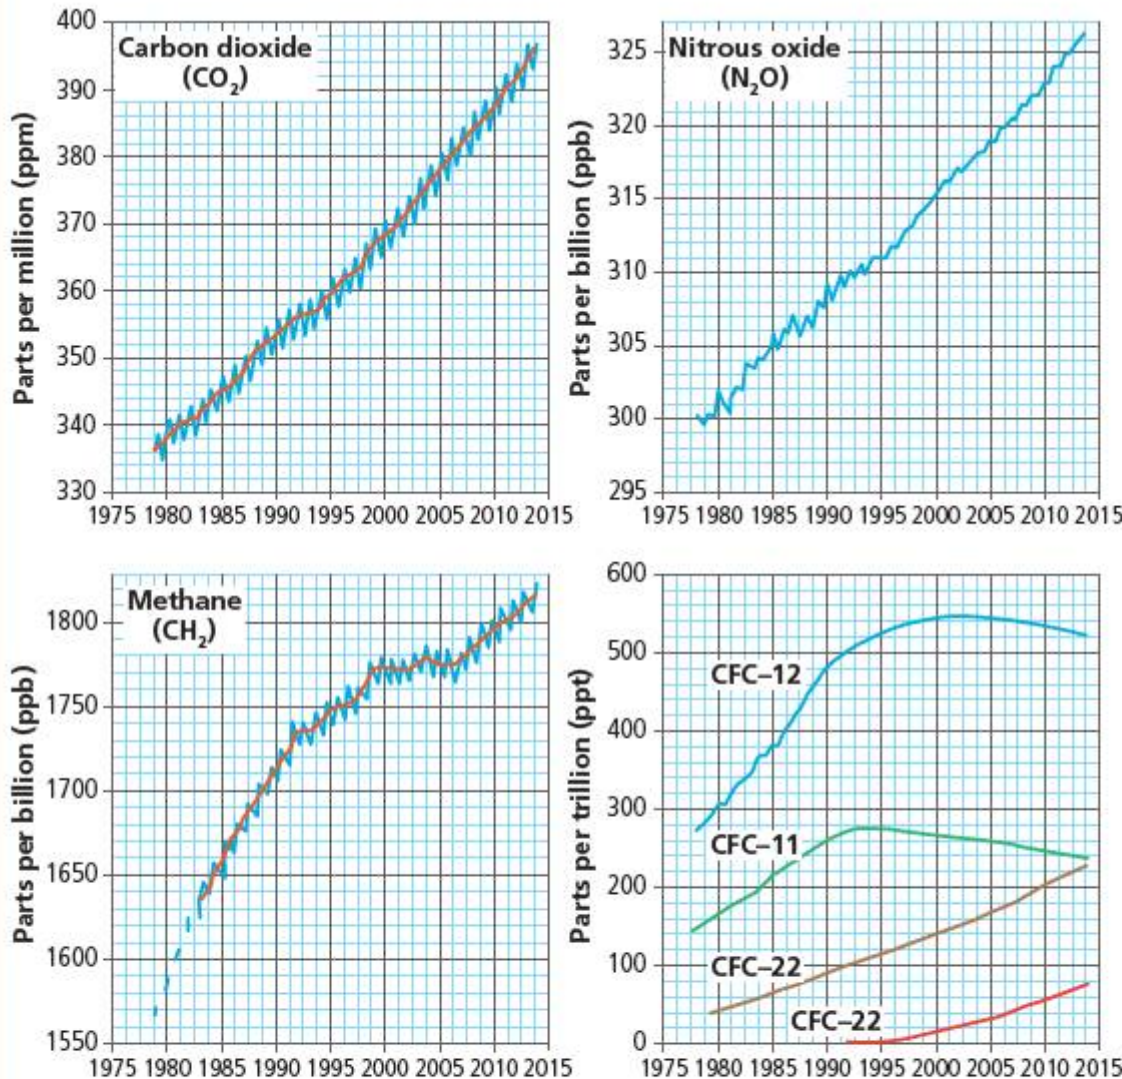 Carbon dioxide
(CO₂)
Parts per million (ppm)
400
390
380
370
360
350
340
330
1975 1980 1985 1990 1995 2000 2005 2010 2015
Nitrous oxide
(N₂O)
Parts per billion (ppb)
325
320
315
310
305
300
295
1975 1980 1985 1990 1995 2000 2005 2010 2015
Methane
(CH₂)
Parts per billion (ppb)
1800
1750
1700
1650
1600
1550
1975 1980 1985 1990 1995 2000 2005 2010 2015
Parts per trillion (ppt)
600
500
400
300
200
100
0
CFC–12
CFC–11
CFC–22
CFC–22
1975 1980 1985 1990 1995 2000 2005 2010 2015